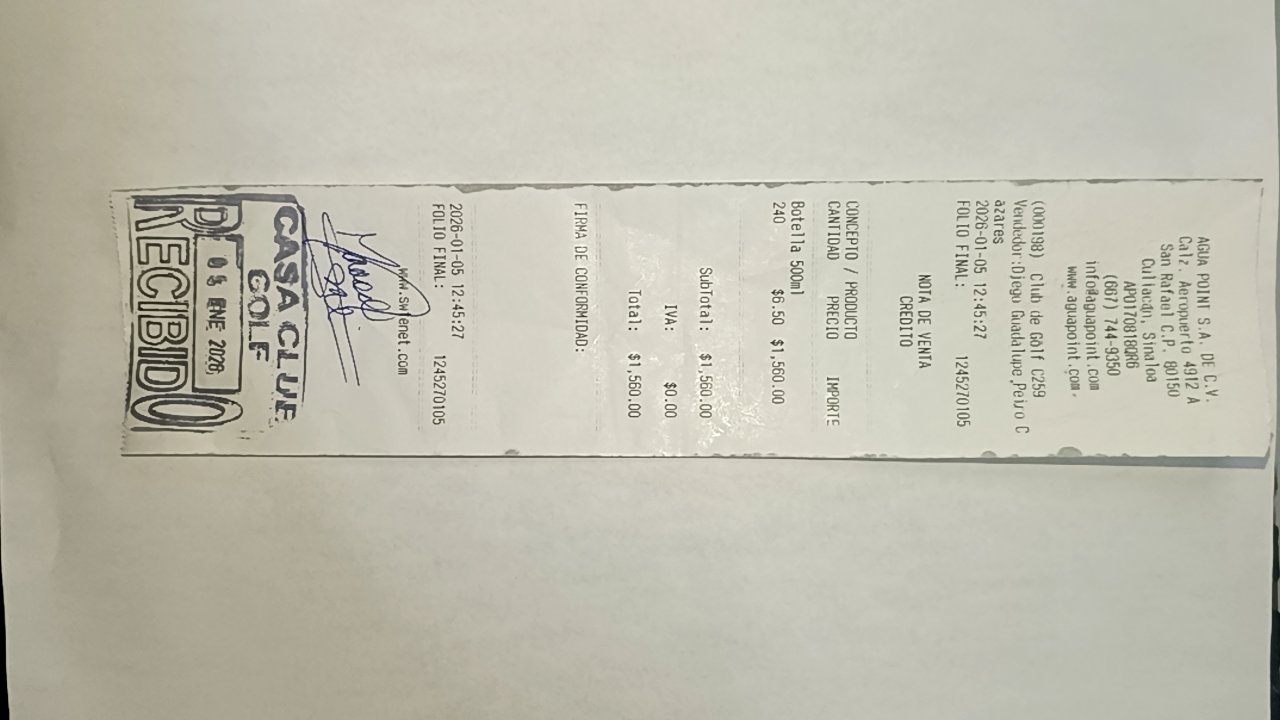 AGUA POINT S.A. DE C.V.
Calz. Aeropuerto 4912 A
San Rafael C.P. 80150
Culiacán, Sinaloa
APO170818QR6
(667) 744-9350
info@aguapoint.com
www.aguapoint.com.
(000198) Club de Golf C259
Vendedor:Diego Guadalupe Peiro C
azares
2026-01-05 12:45:27
FOLIO FINAL: 1245270105
NOTA DE VENTA
CREDITO
CONCEPTO / PRODUCTO
CANTIDAD PRECIO IMPORTE
Botella 500ml
240 $6.50 $1,560.00
SubTotal: $1,560.00
IVA: $0.00
Total: $1,560.00
FIRMA DE CONFORMIDAD:
2026-01-05 12:45:27
FOLIO FINAL: 1245270105
CASA CLUB
GOLF
05 ENE 2026
RECIBIDO